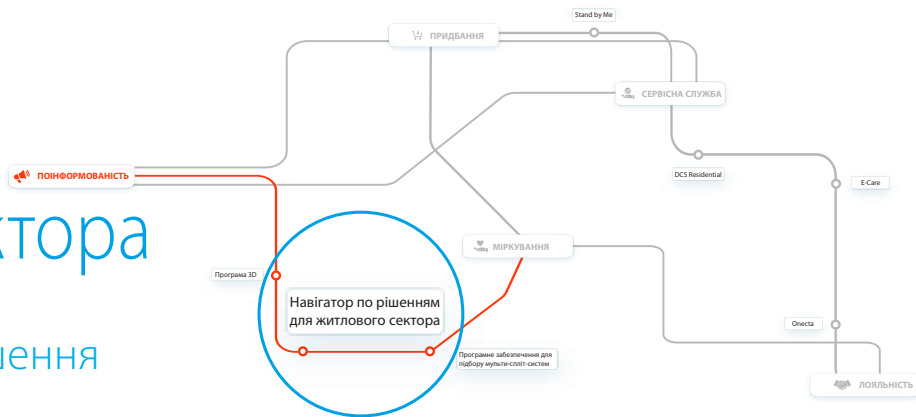 Stand by Me
ПРИДБАННЯ
СЕРВІСНА СЛУЖБА
ПОІНФОРМОВАНІСТЬ
DCS Residential
E-Care
ктора
МІРКУВАННЯ
Програма 3D
Навігатор по рішенням
для житлового сектора
Onecta
шення
Програмне забезпечення для
підбору мульти-спліт-систем
ЛОЯЛЬНІСТЬ